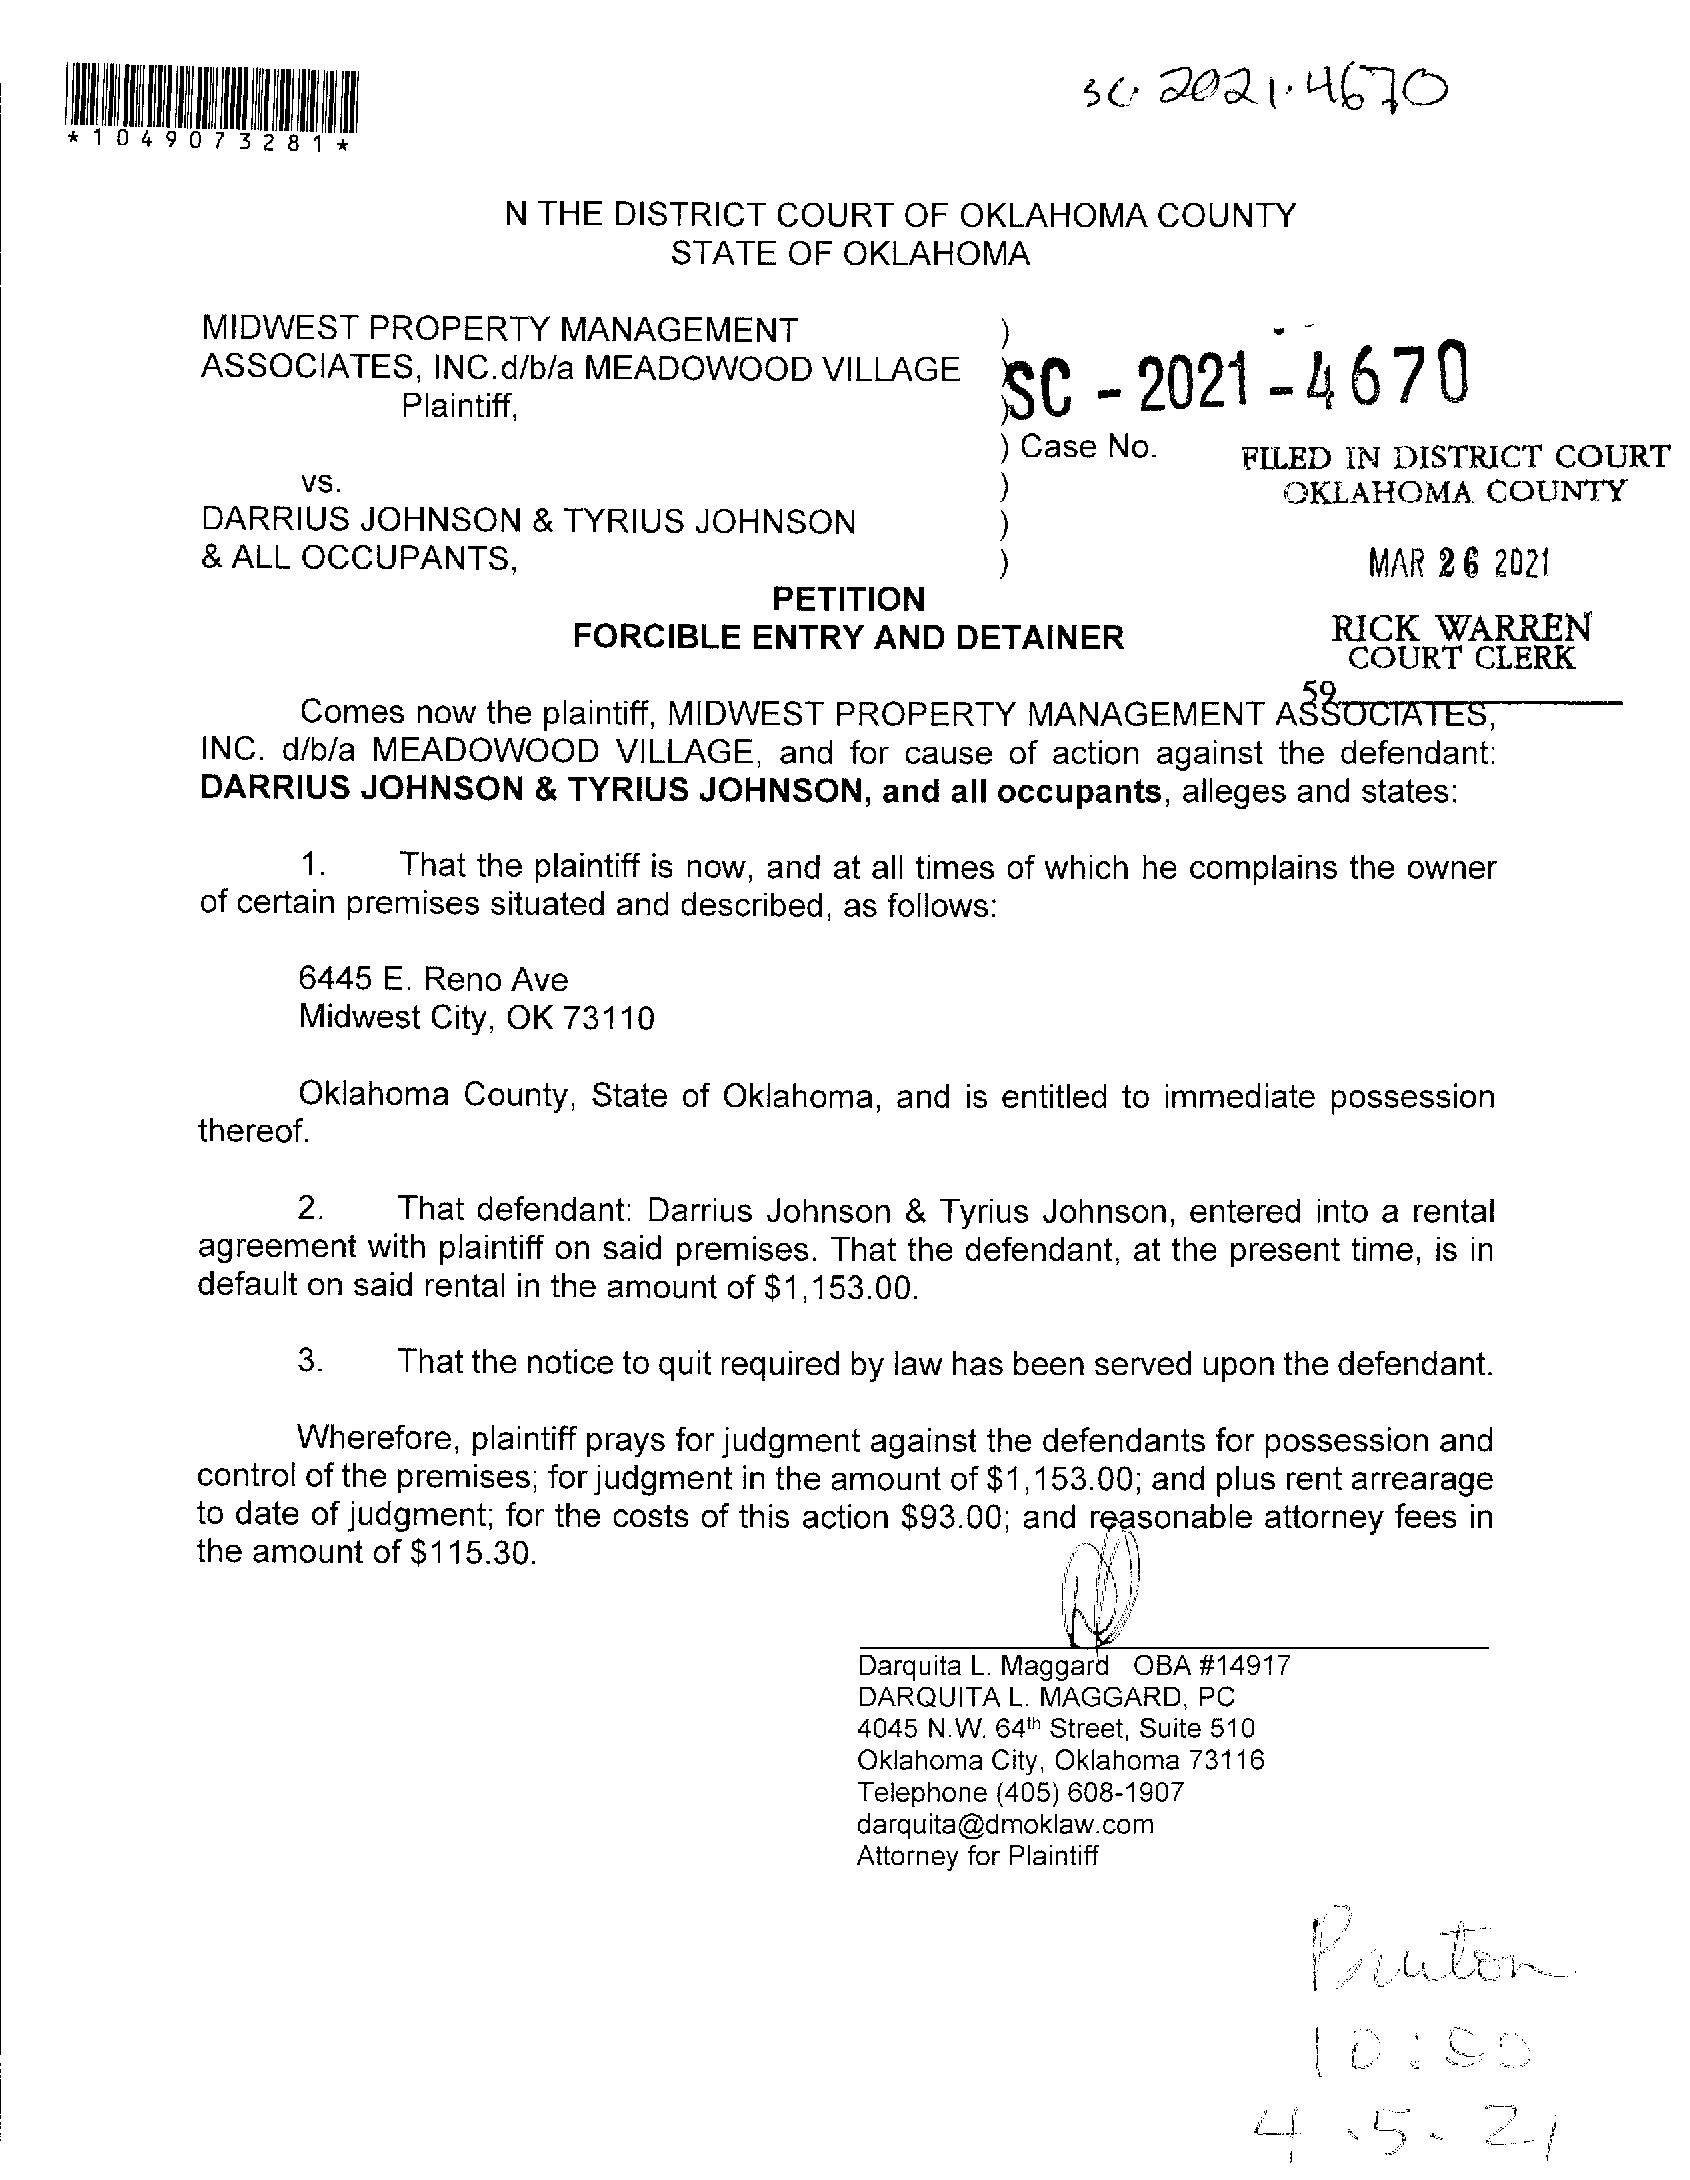 SC 2021-4670
*1049073281*
N THE DISTRICT COURT OF OKLAHOMA COUNTY
STATE OF OKLAHOMA
MIDWEST PROPERTY MANAGEMENT )
ASSOCIATES, INC.d/b/a MEADOWOOD VILLAGE )
Plaintiff, )
SC - 2021 - 4670
) Case No.
FILED IN DISTRICT COURT
OKLAHOMA COUNTY
vs. )
DARRIUS JOHNSON & TYRIUS JOHNSON )
& ALL OCCUPANTS, )
MAR 26 2021
PETITION
FORCIBLE ENTRY AND DETAINER
RICK WARREN
COURT CLERK
59
Comes now the plaintiff, MIDWEST PROPERTY MANAGEMENT ASSOCIATES,
INC. d/b/a MEADOWOOD VILLAGE, and for cause of action against the defendant:
DARRIUS JOHNSON & TYRIUS JOHNSON, and all occupants, alleges and states:
1. That the plaintiff is now, and at all times of which he complains the owner
of certain premises situated and described, as follows:
6445 E. Reno Ave
Midwest City, OK 73110
Oklahoma County, State of Oklahoma, and is entitled to immediate possession
thereof.
2. That defendant: Darrius Johnson & Tyrius Johnson, entered into a rental
agreement with plaintiff on said premises. That the defendant, at the present time, is in
default on said rental in the amount of $1,153.00.
3. That the notice to quit required by law has been served upon the defendant.
Wherefore, plaintiff prays for judgment against the defendants for possession and
control of the premises; for judgment in the amount of $1,153.00; and plus rent arrearage
to date of judgment; for the costs of this action $93.00; and reasonable attorney fees in
the amount of $115.30.
Darquita L. Maggard OBA #14917
DARQUITA L. MAGGARD, PC
4045 N.W. 64th Street, Suite 510
Oklahoma City, Oklahoma 73116
Telephone (405) 608-1907
darquita@dmoklaw.com
Attorney for Plaintiff
4.5.21